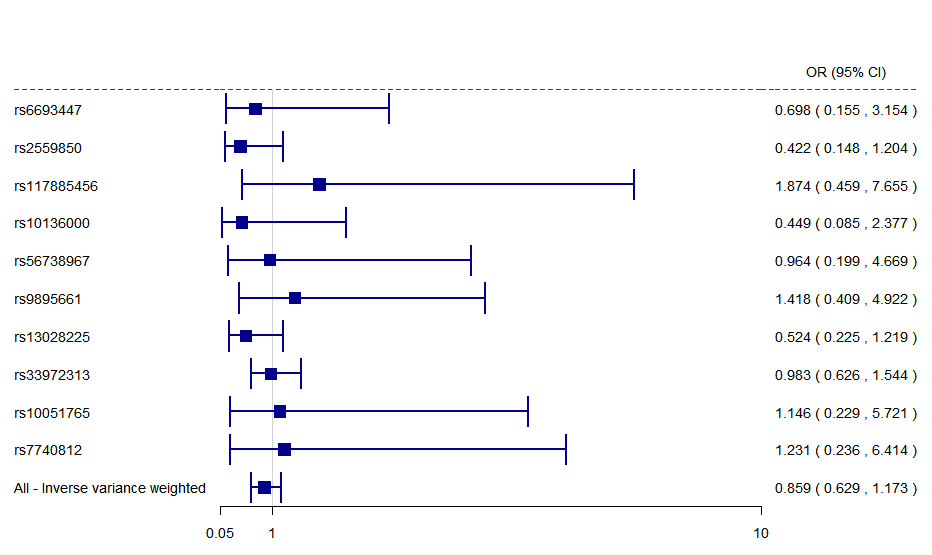 OR (95% CI)
rs6693447 0.698 ( 0.155 , 3.154 )
rs2559850 0.422 ( 0.148 , 1.204 )
rs117885456 1.874 ( 0.459 , 7.655 )
rs10136000 0.449 ( 0.085 , 2.377 )
rs56738967 0.964 ( 0.199 , 4.669 )
rs9895661 1.418 ( 0.409 , 4.922 )
rs13028225 0.524 ( 0.225 , 1.219 )
rs33972313 0.983 ( 0.626 , 1.544 )
rs10051765 1.146 ( 0.229 , 5.721 )
rs7740812 1.231 ( 0.236 , 6.414 )
All - Inverse variance weighted 0.859 ( 0.629 , 1.173 )
0.05 1 10